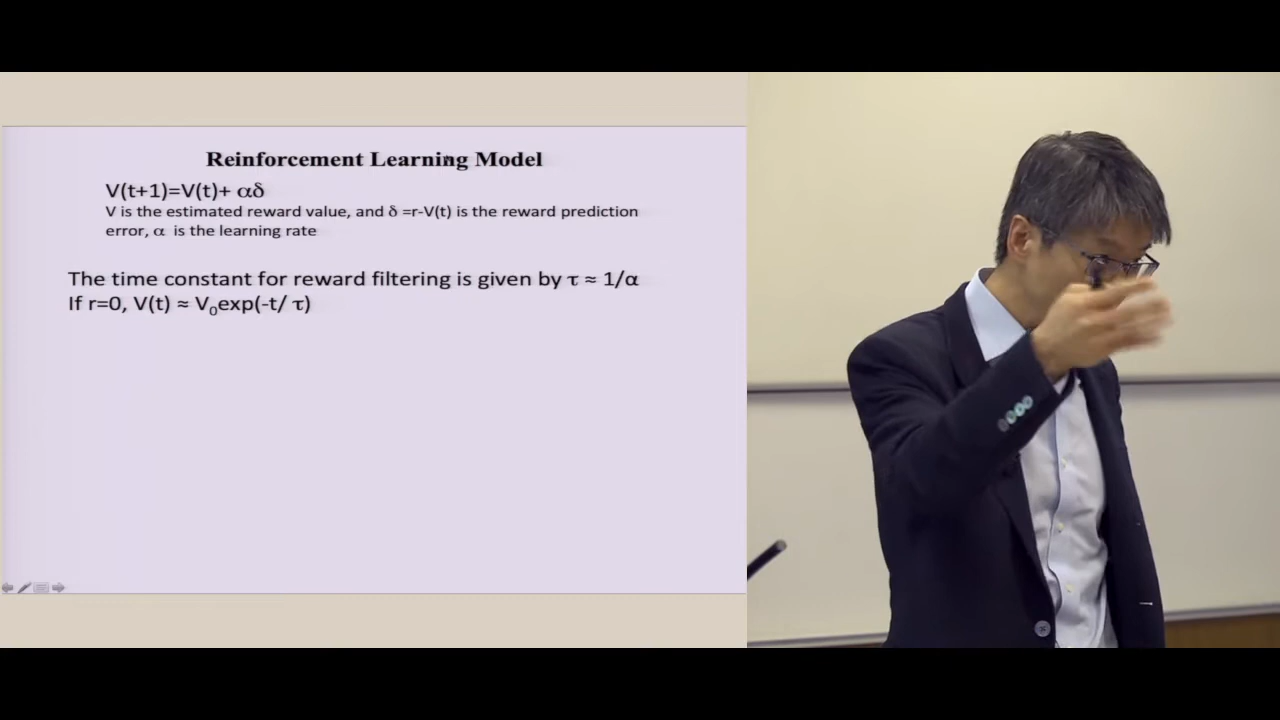 Reinforcement Learning Model
V(t+1)=V(t)+ αδ
V is the estimated reward value, and δ =r-V(t) is the reward prediction
error, α is the learning rate
The time constant for reward filtering is given by τ ≈ 1/α
If r=0, V(t) ≈ V₀exp(-t/ τ)